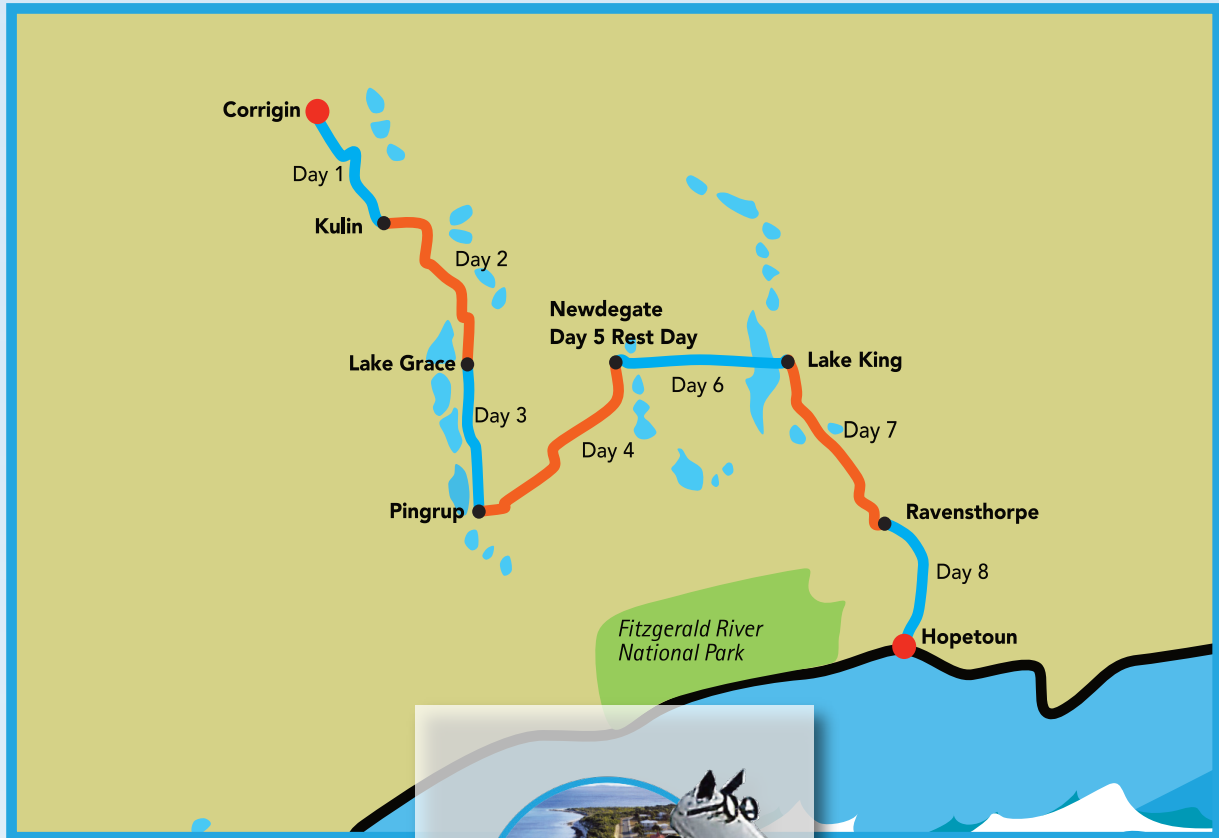 Corrigin
Day 1
Kulin
Day 2
Newdegate
Day 5 Rest Day
Lake Grace
Lake King
Day 6
Day 3
Day 7
Day 4
Pingrup
Ravensthorpe
Day 8
Fitzgerald River
National Park
Hopetoun